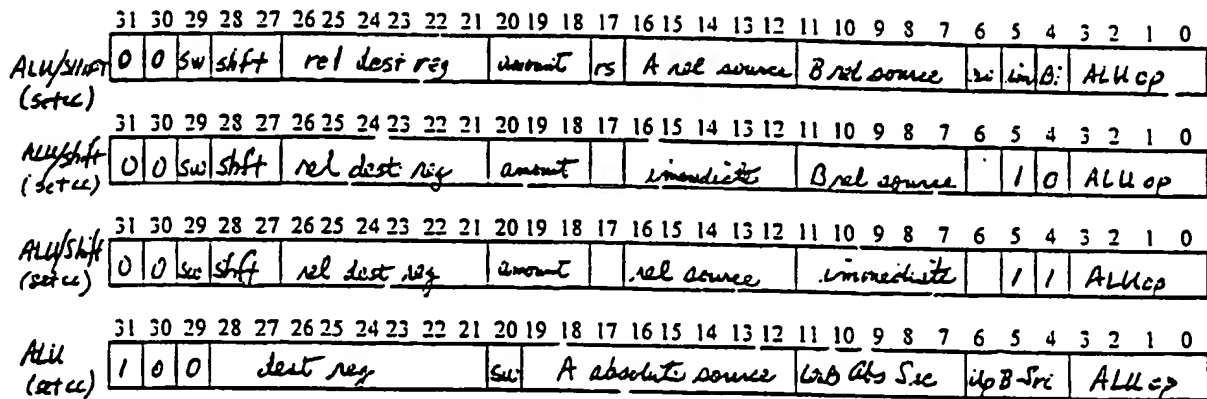 31 30 29 28 27 26 25 24 23 22 21 20 19 18 17 16 15 14 13 12 11 10 9 8 7 6 5 4 3 2 1 0
ALU/SHIFT 0 0 sw shft rel dest reg amount rs A rel source B rel source im Bi ALU op
(setcc)
31 30 29 28 27 26 25 24 23 22 21 20 19 18 17 16 15 14 13 12 11 10 9 8 7 6 5 4 3 2 1 0
ALU/shft 0 0 sw shft rel dest reg amount immediate B rel source 1 0 ALU op
(setcc)
31 30 29 28 27 26 25 24 23 22 21 20 19 18 17 16 15 14 13 12 11 10 9 8 7 6 5 4 3 2 1 0
ALU/Shift 0 0 sw shft rel dest reg amount rel source immediate 1 1 ALU op
(setcc)
31 30 29 28 27 26 25 24 23 22 21 20 19 18 17 16 15 14 13 12 11 10 9 8 7 6 5 4 3 2 1 0
ALU 1 0 0 dest reg sw A absolute source B Abs Src ALU op
(setcc)